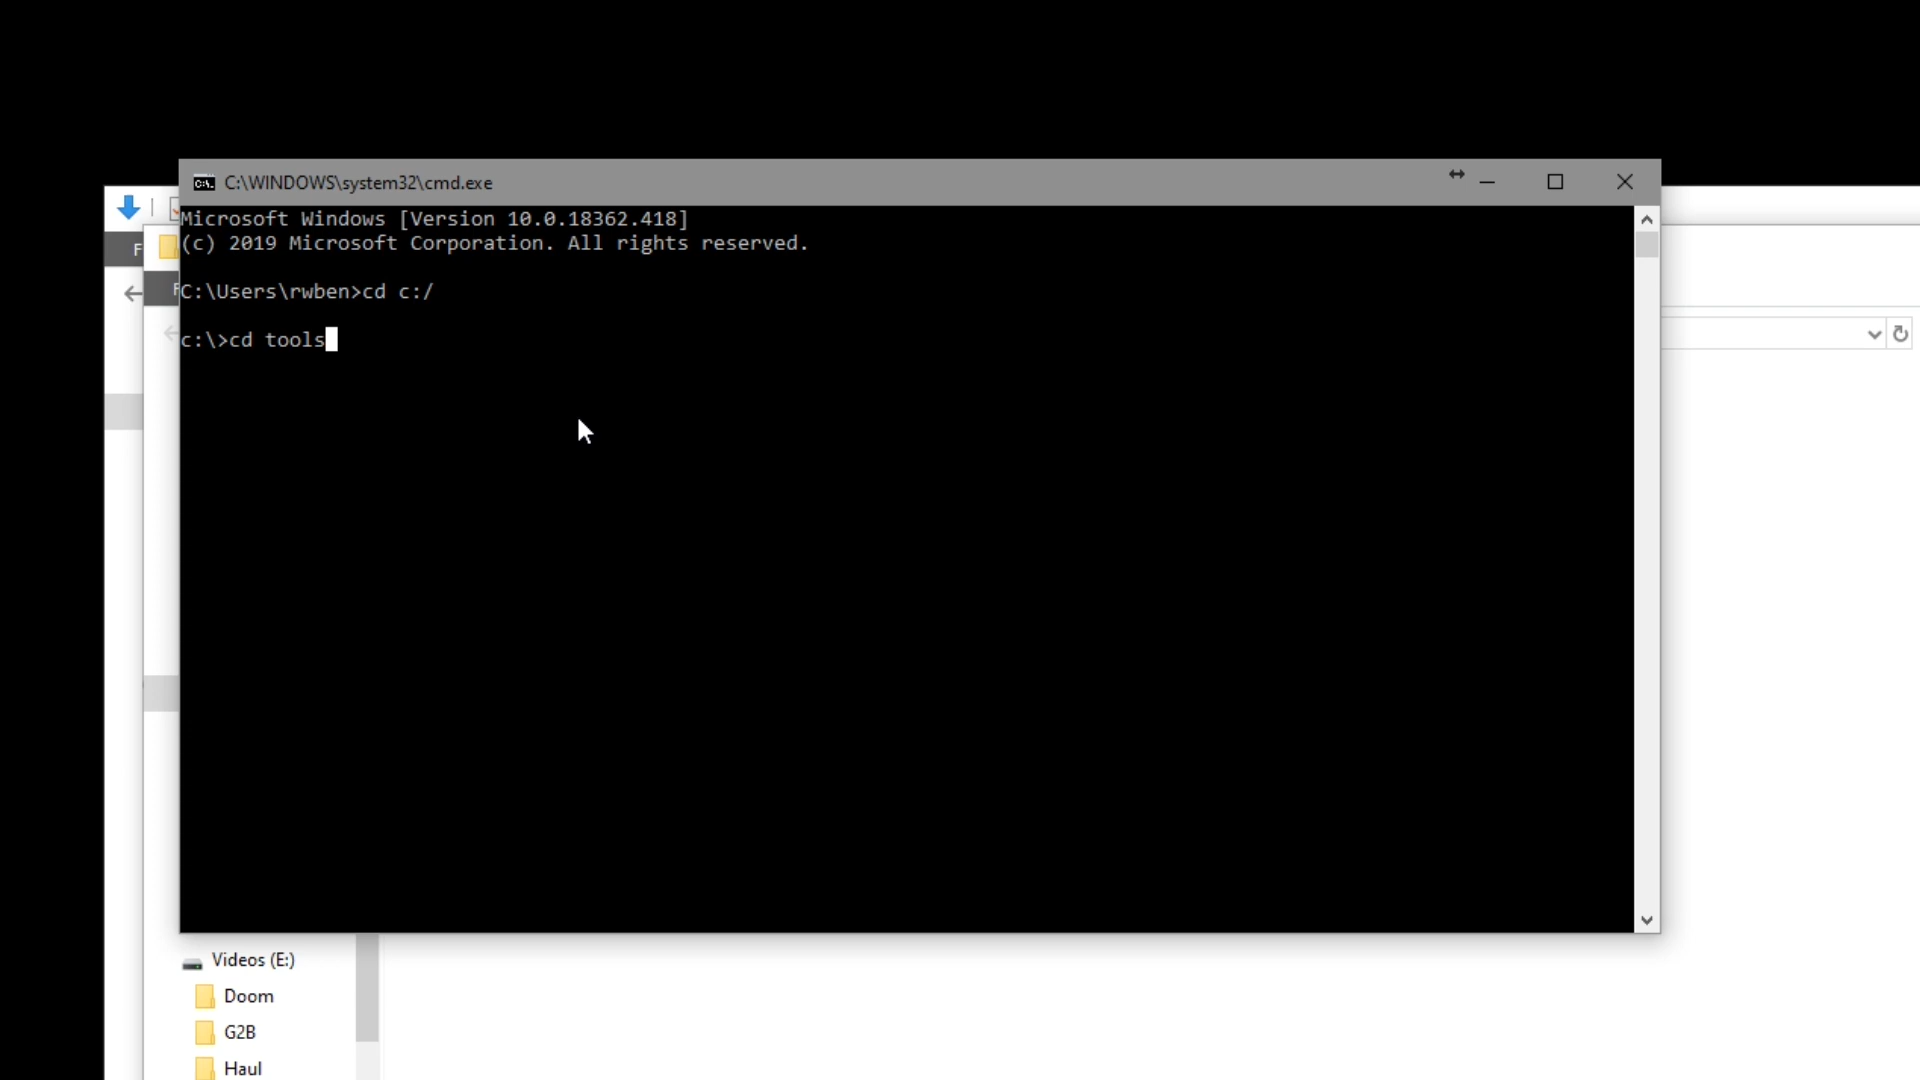 C:\WINDOWS\system32\cmd.exe
Microsoft Windows [Version 10.0.18362.418]
(c) 2019 Microsoft Corporation. All rights reserved.
C:\Users\rwben>cd c:/
c:\>cd tools
F
F
Videos (E:)
Doom
G2B
Haul